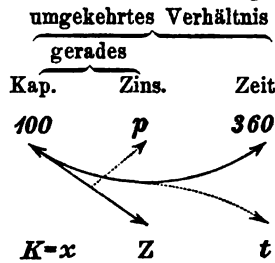 umgekehrtes Verhältnis
gerades
Kap. Zins. Zeit
100 p 360
K=x Z t